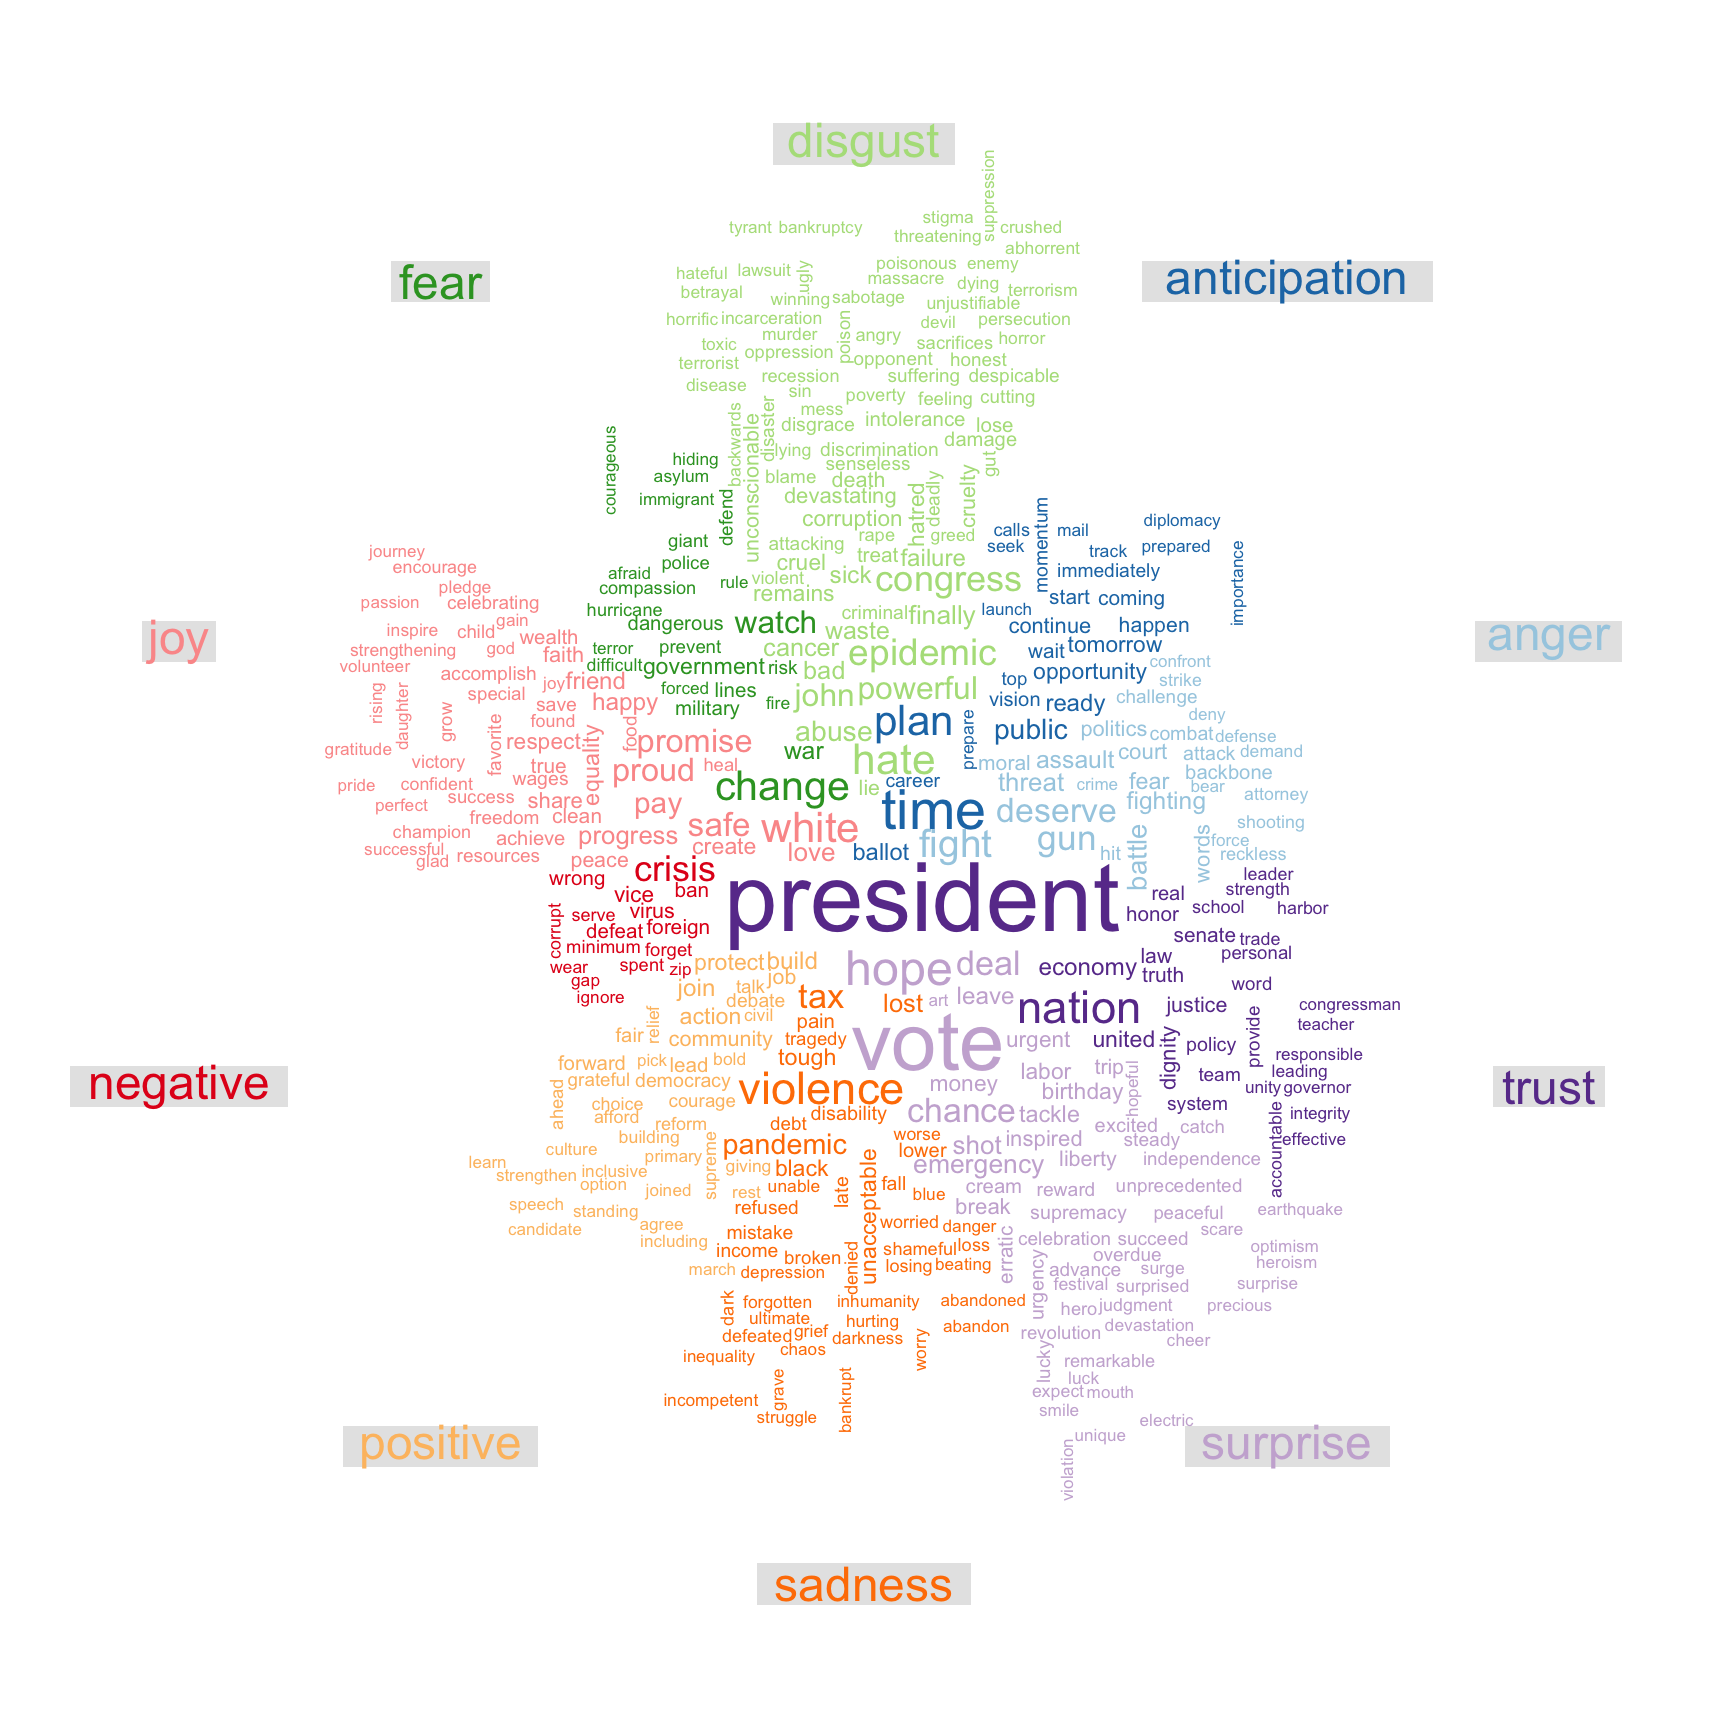 disgust
suppression
stigma
tyrant bankruptcy
crushed
threatening
abhorrent
fear
anticipation
hateful lawsuit ugly
poisonous enemy
massacre
betrayal
dying terrorism
winning sabotage
unjustifiable
horrific incarceration
poison
devil persecution
murder
angry
toxic oppression
sacrifices horror
terrorist
opponent honest
disease recession
suffering despicable
sin
poverty feeling cutting
mess
backwards unconscionable disaster
disgrace intolerance lose
damage
courageous
lying discrimination
gut
hiding
senseless
asylum
blame death
deadly cruelty
immigrant defend
devastating
hatred
momentum
corruption
calls mail diplomacy
rape greed
giant
attacking
seek track prepared
journey
treat failure
importance
encourage
police
cruel
afraid
violent sick congress
immediately
pledge
compassion rule
remains
start coming
passion celebrating
hurricane
criminal finally
launch
gain
dangerous watch
continue happen
joy
inspire child wealth
waste
anger
strengthening god faith
terror prevent
cancer epidemic
wait tomorrow
confront
volunteer
difficult government risk
bad
opportunity
strike
accomplish
joy friend
top
rising daughter
special
forced lines
john powerful
vision ready
challenge
save happy
military fire
grow
found
deny
favorite
food
plan
prepare
public
politics combat defense
gratitude
respect
promise
abuse
victory
equality
war
hate
moral assault court attack demand
true
heal
pride confident
wages
proud
change
lie
career
threat crime fear backbone
bear
success share
pay
time
deserve
fighting
attorney
perfect
freedom clean
champion
achieve progress
safe white
fight
gun
battle
words
shooting
force
successful
create love
ballot
hit
reckless
glad resources
peace
crisis
president
leader
wrong
vice ban
real
strength
corrupt
serve virus
honor
school harbor
defeat foreign
senate trade
minimum forget
protect build
hope deal
economy
law
personal
wear
spent zip
job
truth
gap
join
talk
tax
lost
art leave
word
ignore
debate
nation
justice
congressman
action civil
pain
teacher
fair relief
community
tragedy
vote
urgent
united
dignity
policy
provide
responsible
forward pick lead bold
tough
labor trip
leading
negative
grateful democracy
violence
money
birthday
hopeful
team
unity governor
trust
ahead
choice
courage
disability
chance tackle
system
integrity
afford
reform
debt
excited catch
building
pandemic
worse
shot inspired
steady
effective
culture
primary
supreme
black
lower
emergency
liberty
independence
accountable
learn
inclusive
giving
unacceptable
strengthen
option
joined
rest
unable
late
fall
blue
cream reward
unprecedented
speech
standing
refused
break
supremacy peaceful
earthquake
candidate
agree
mistake
worried danger
scare
including
income broken
denied
shameful loss
erratic
celebration succeed
optimism
overdue
heroism
march
depression
losing beating
urgency
advance surge
festival surprised
surprise
dark
forgotten
inhumanity abandoned
hero judgment
precious
ultimate
hurting
defeated grief
darkness
worry
abandon
revolution devastation
cheer
inequality
chaos
lucky
remarkable
luck
incompetent
grave
bankrupt
expect mouth
struggle
smile
electric
positive
unique
surprise
violation
sadness